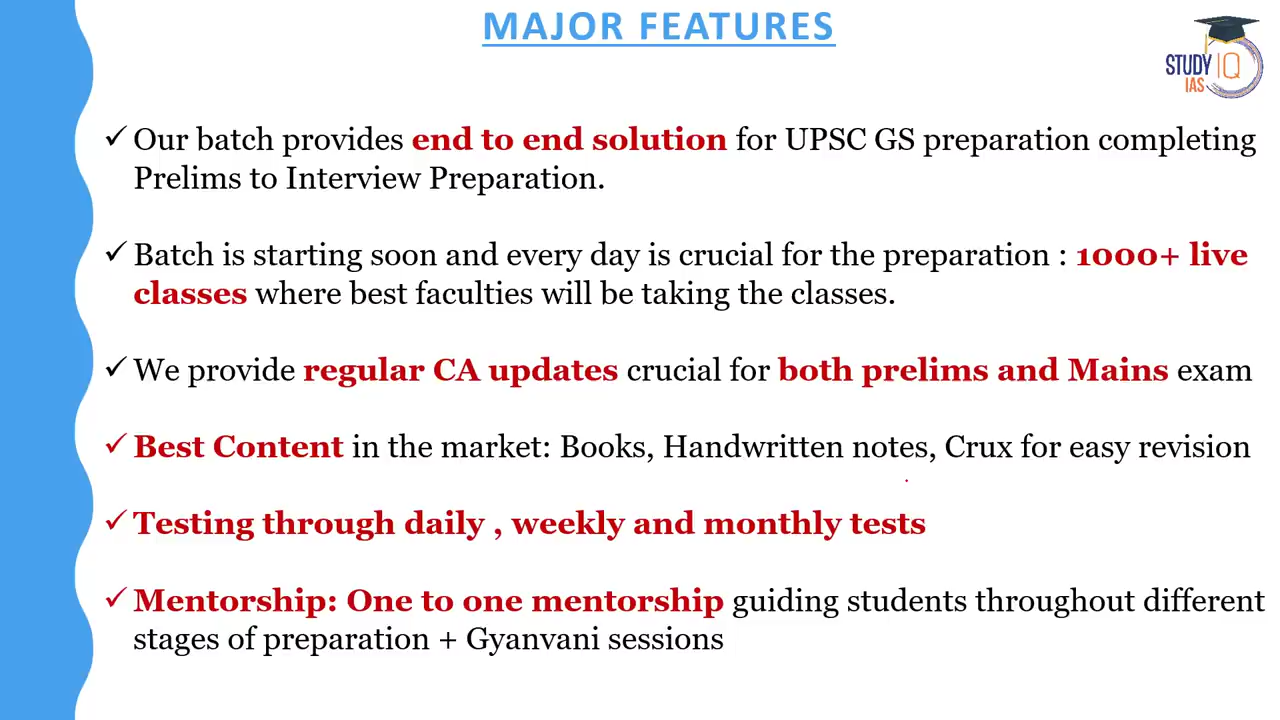 MAJOR FEATURES
STUDY IQ
IAS
✓ Our batch provides end to end solution for UPSC GS preparation completing
Prelims to Interview Preparation.
✓ Batch is starting soon and every day is crucial for the preparation : 1000+ live
classes where best faculties will be taking the classes.
✓ We provide regular CA updates crucial for both prelims and Mains exam
✓ Best Content in the market: Books, Handwritten notes, Crux for easy revision
✓ Testing through daily , weekly and monthly tests
✓ Mentorship: One to one mentorship guiding students throughout different
stages of preparation + Gyanvani sessions